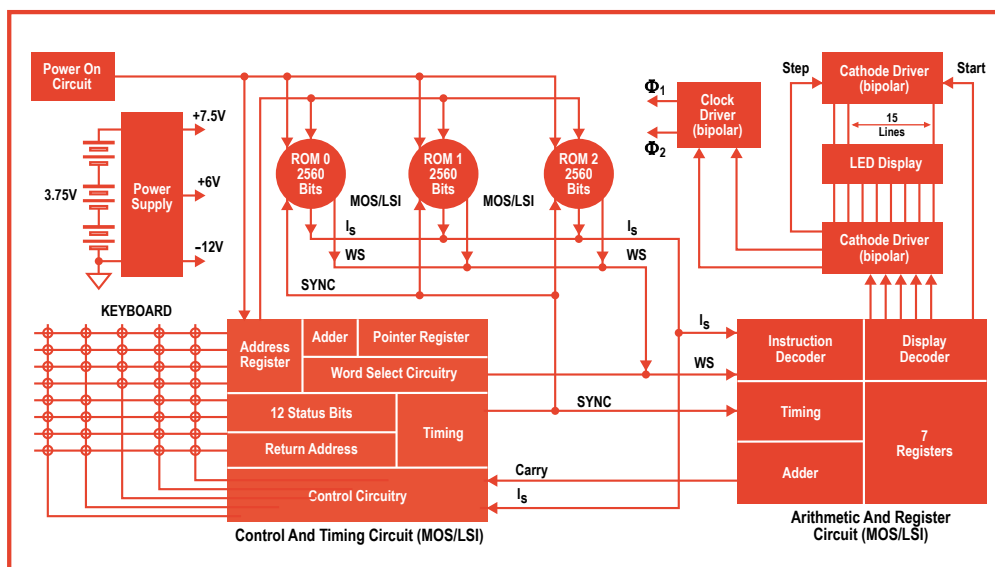 Power On
Circuit
3.75V
Power
Supply
+7.5V
+6V
-12V
ROM 0
2560
Bits
MOS/LSI
ROM 1
2560
Bits
MOS/LSI
ROM 2
2560
Bits
Is
Is
WS
WS
SYNC
Φ1
Φ2
Clock
Driver
(bipolar)
Step
Cathode Driver
(bipolar)
Start
15
Lines
LED Display
Cathode Driver
(bipolar)
KEYBOARD
Address
Register
Adder
Pointer Register
Word Select Circuitry
12 Status Bits
Return Address
Timing
Control Circuitry
Control And Timing Circuit (MOS/LSI)
Is
WS
SYNC
Carry
Is
Instruction
Decoder
Display
Decoder
Timing
Adder
7
Registers
Arithmetic And Register
Circuit (MOS/LSI)